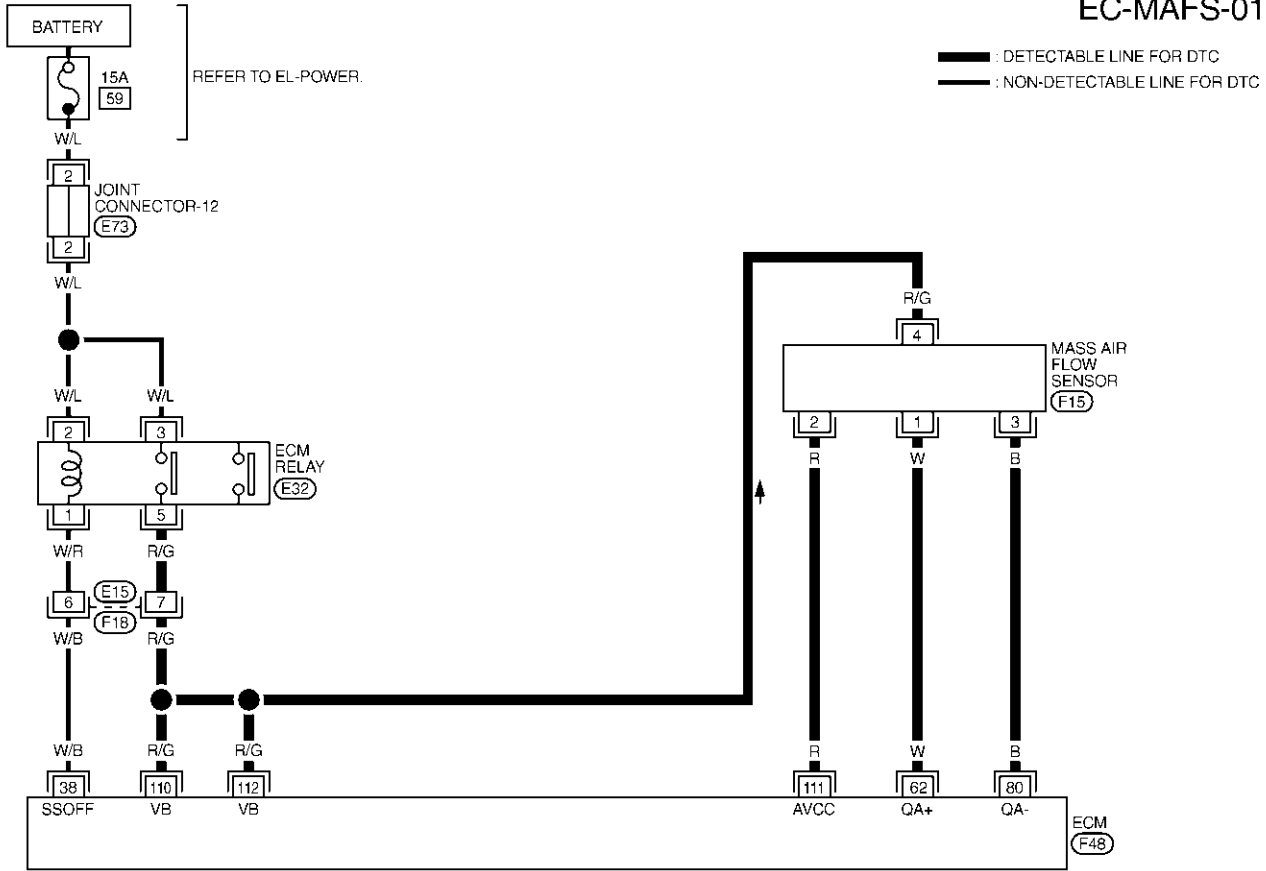 EC-MAFS-01
BATTERY
: DETECTABLE LINE FOR DTC
: NON-DETECTABLE LINE FOR DTC
15A
59
REFER TO EL-POWER.
W/L
2
JOINT
CONNECTOR-12
E73
2
W/L
R/G
4
MASS AIR
FLOW
SENSOR
F15
W/L W/L
2 3
2 1 3
R W B
ECM
RELAY
E32
1 5
W/R R/G
E15
6 7
F18
W/B R/G
W/B R/G R/G R W B
38 110 112 111 62 80
SSOFF VB VB AVCC QA+ QA-
ECM
F48